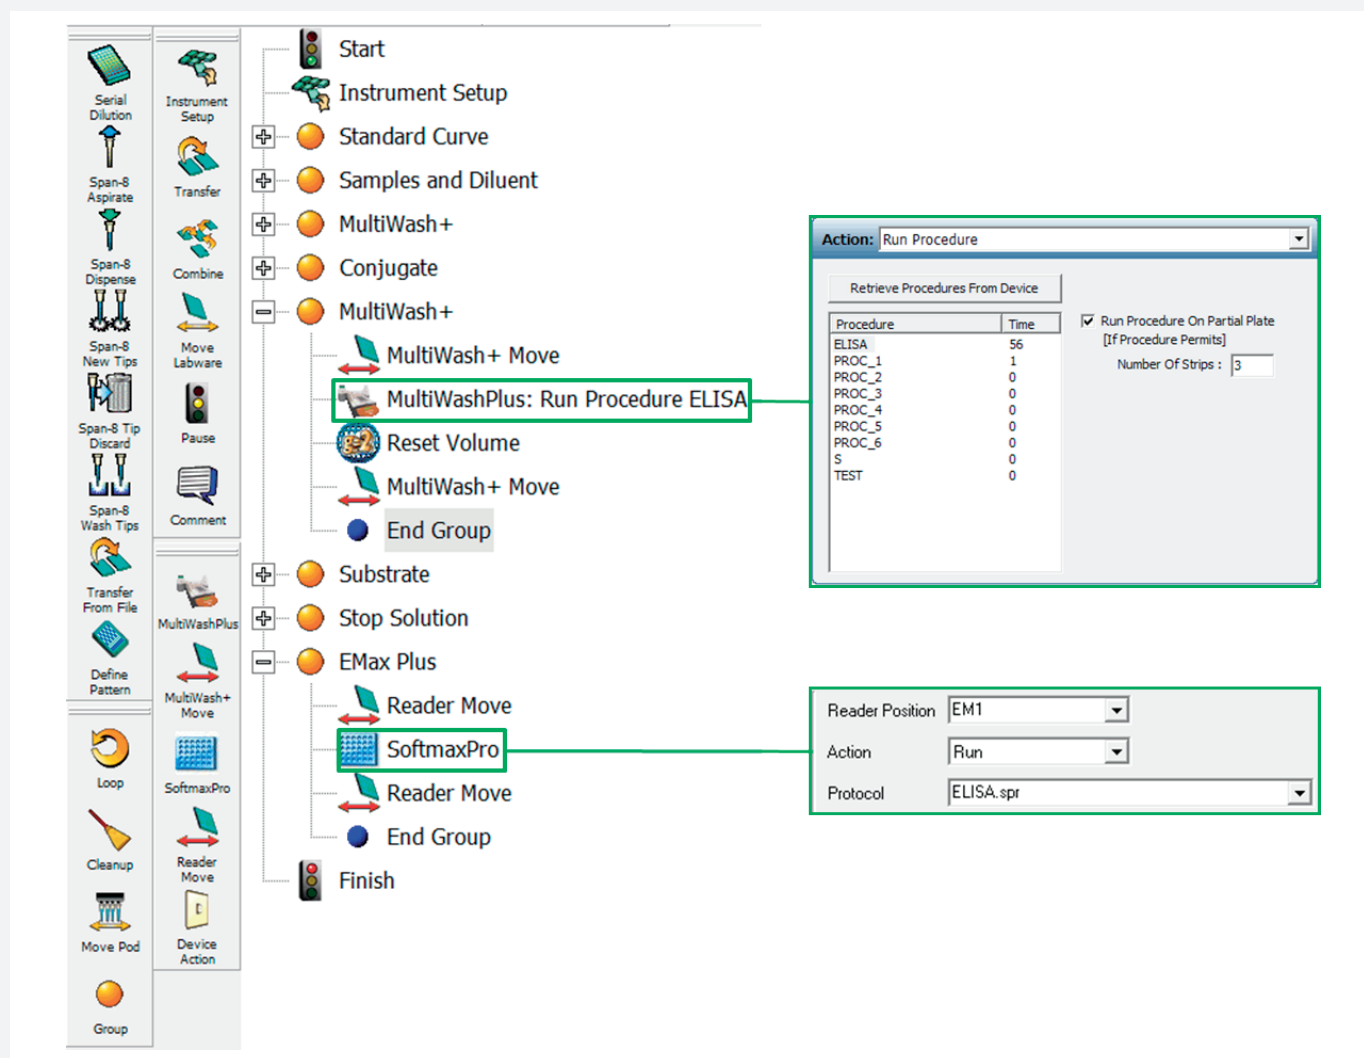 Serial
Dilution
Span-8
Aspirate
Span-8
Dispense
Span-8
New Tips
Span-8 Tip
Discard
Span-8
Wash Tips
Transfer
From File
Define
Pattern
Loop
Cleanup
Move Pod
Group
Instrument
Setup
Transfer
Combine
Move
Labware
Pause
Comment
MultiWashPlus
MultiWash+
Move
SoftmaxPro
Reader
Move
Device
Action
Start
Instrument Setup
Standard Curve
Samples and Diluent
MultiWash+
Conjugate
MultiWash+
MultiWash+ Move
MultiWashPlus: Run Procedure ELISA
Reset Volume
MultiWash+ Move
End Group
Substrate
Stop Solution
EMax Plus
Reader Move
SoftmaxPro
Reader Move
End Group
Finish
Action: Run Procedure
Retrieve Procedures From Device
Procedure Time
ELISA 56
PROC_1 1
PROC_2 0
PROC_3 0
PROC_4 0
PROC_5 0
PROC_6 0
S 0
TEST 0
Run Procedure On Partial Plate
[If Procedure Permits]
Number Of Strips : 3
Reader Position EM1
Action Run
Protocol ELISA.spr